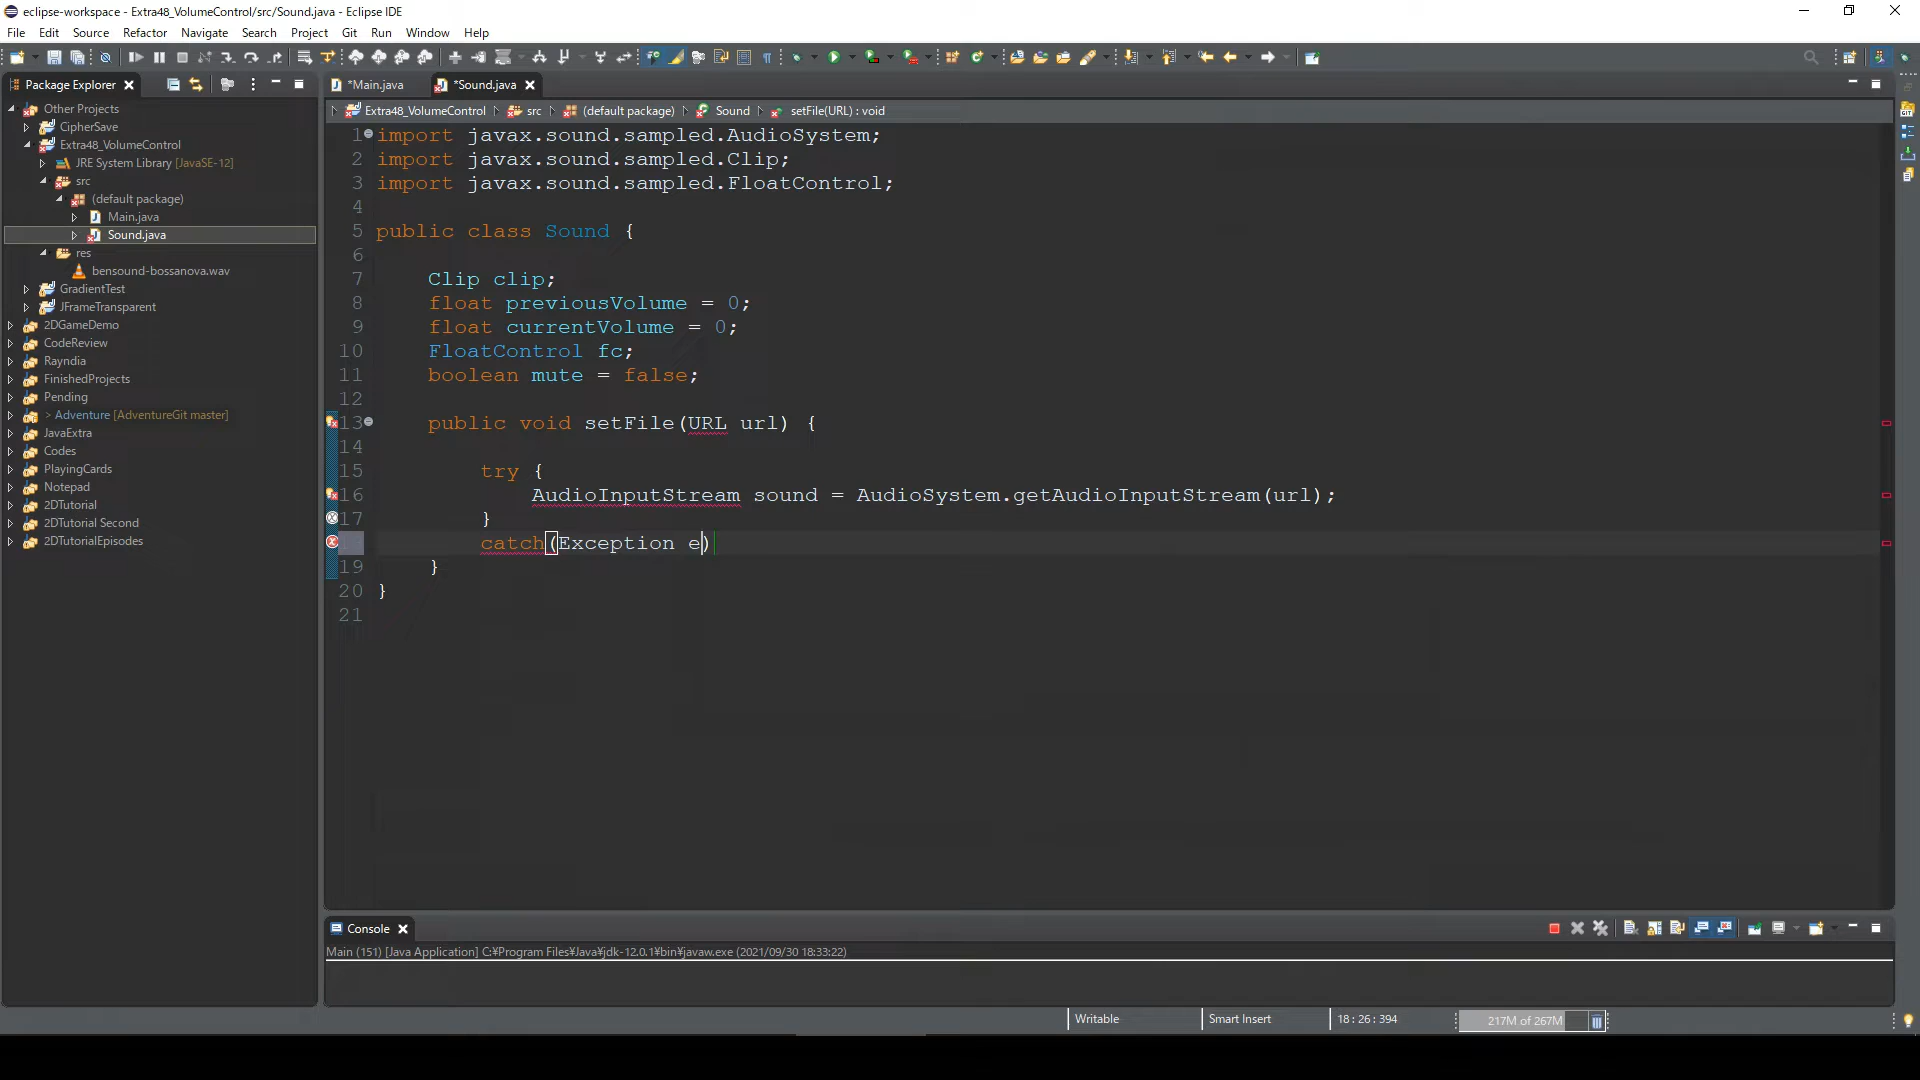 eclipse-workspace - Extra48_VolumeControl/src/Sound.java - Eclipse IDE
File Edit Source Refactor Navigate Search Project Git Run Window Help
Package Explorer
*Main.java
*Sound.java
Extra48_VolumeControl src (default package) Sound setFile(URL) : void
Other Projects
CipherSave
Extra48_VolumeControl
JRE System Library [JavaSE-12]
src
(default package)
Main.java
Sound.java
res
bensound-bossanova.wav
GradientTest
JFrameTransparent
2DGameDemo
CodeReview
Rayndia
FinishedProjects
Pending
> Adventure [AdventureGit master]
JavaExtra
Codes
PlayingCards
Notepad
2DTutorial
2DTutorial Second
2DTutorialEpisodes
1 import javax.sound.sampled.AudioSystem;
2 import javax.sound.sampled.Clip;
3 import javax.sound.sampled.FloatControl;
4
5 public class Sound {
6
7 Clip clip;
8 float previousVolume = 0;
9 float currentVolume = 0;
10 FloatControl fc;
11 boolean mute = false;
12
13 public void setFile(URL url) {
14
15 try {
16 AudioInputStream sound = AudioSystem.getAudioInputStream(url);
17 }
catch(Exception e)
19 }
20 }
21
Console
Main (151) [Java Application] C:¥Program Files¥Java¥jdk-12.0.1¥bin¥javaw.exe (2021/09/30 18:33:22)
Writable
Smart Insert
18 : 26 : 394
217M of 267M